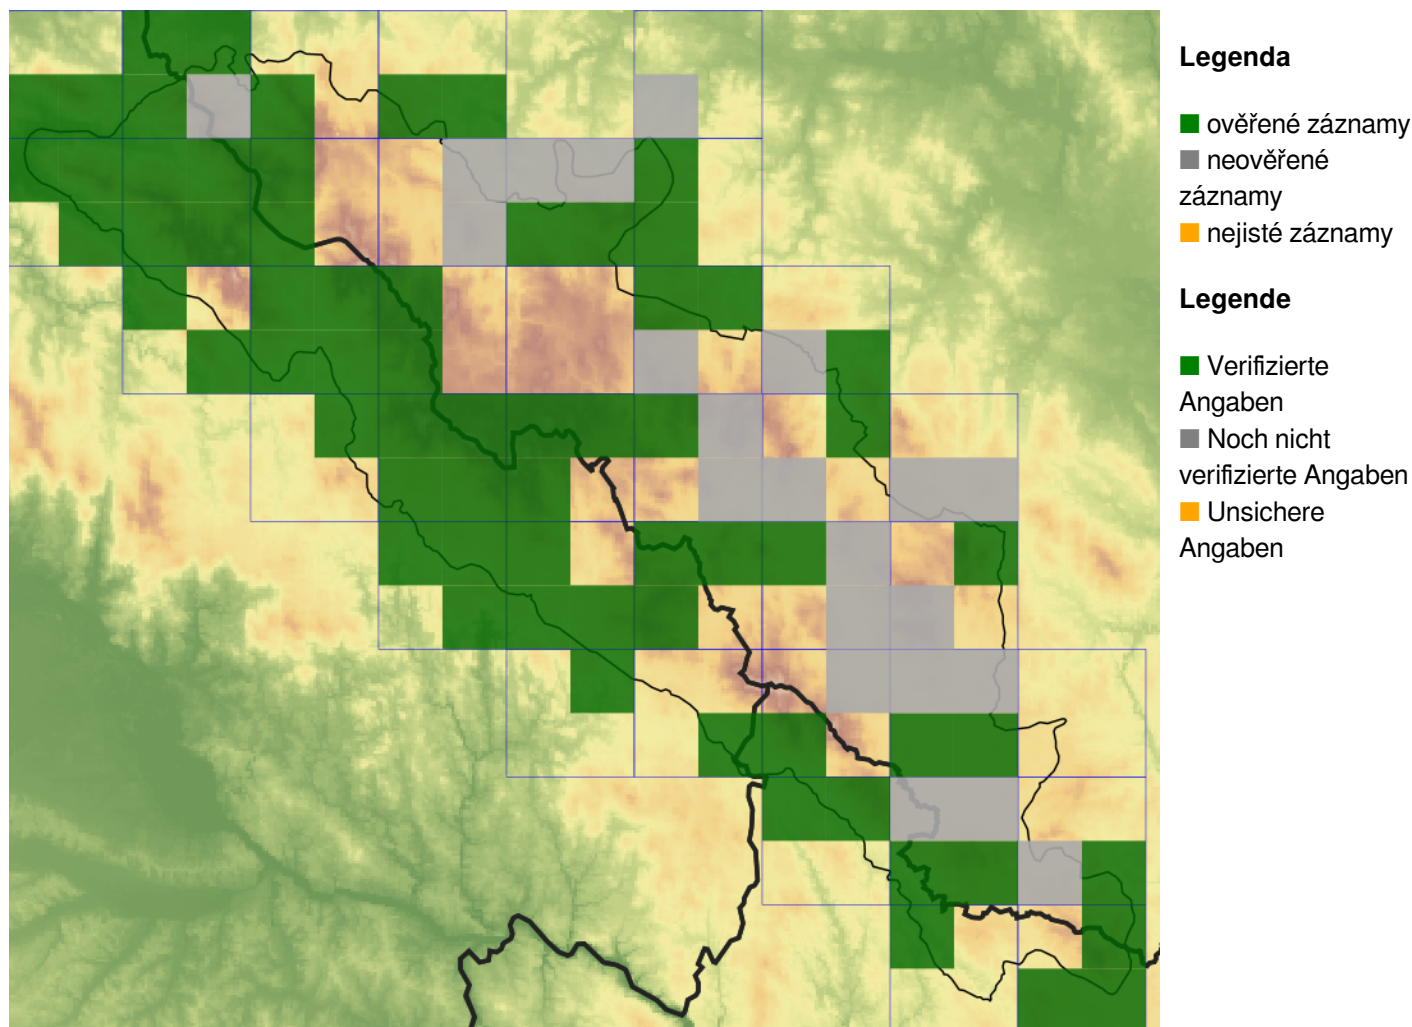 Legenda
ověřené záznamy
neověřené
záznamy
nejisté záznamy
Legende
Verifizierte
Angaben
Noch nicht
verifizierte Angaben
Unsichere
Angaben